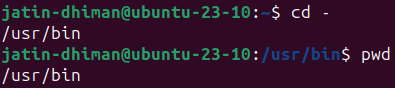 jatin-dhiman@ubuntu-23-10:~$ cd -
/usr/bin
jatin-dhiman@ubuntu-23-10:/usr/bin$ pwd
/usr/bin